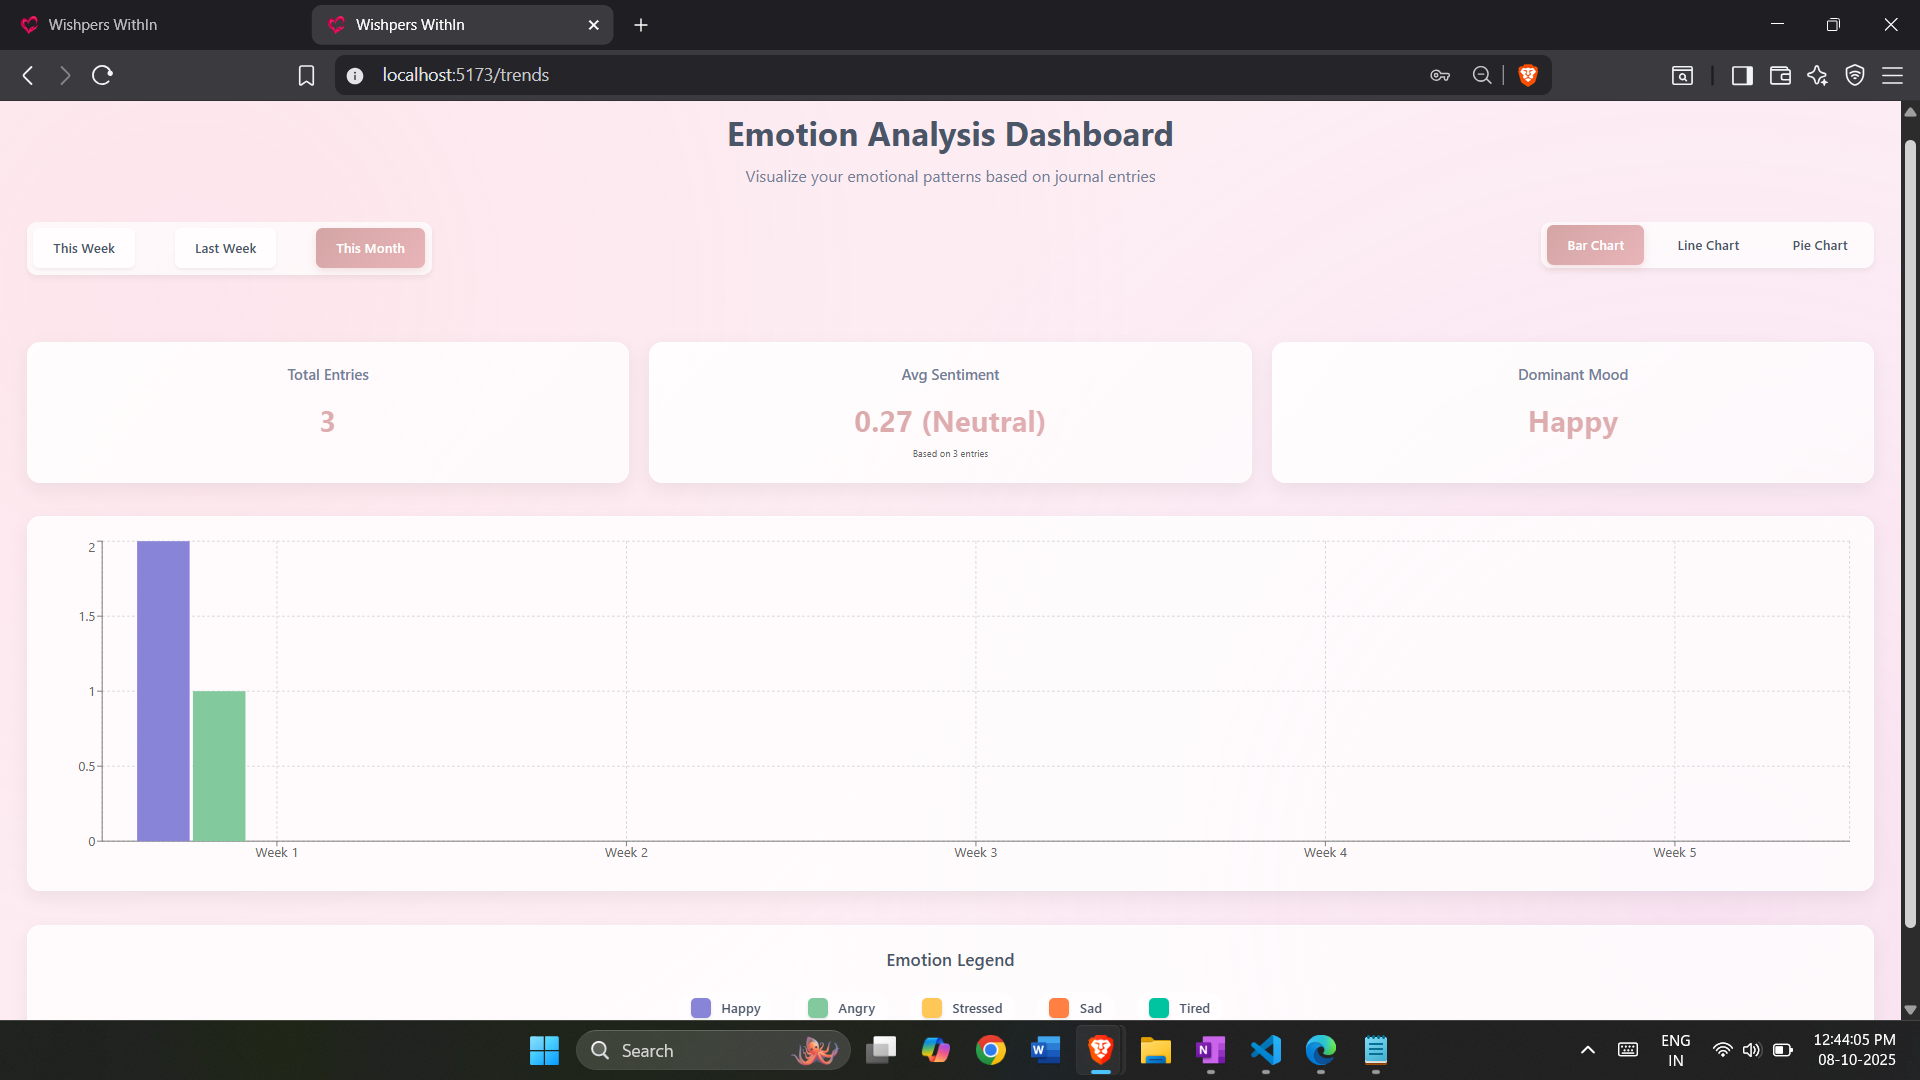 Wishpers WithIn
Wishpers WithIn
localhost:5173/trends
Emotion Analysis Dashboard
Visualize your emotional patterns based on journal entries
This Week Last Week This Month
Bar Chart Line Chart Pie Chart
Total Entries
3
Avg Sentiment
0.27 (Neutral)
Based on 3 entries
Dominant Mood
Happy
2
1.5
1
0.5
0
Week 1 Week 2 Week 3 Week 4 Week 5
Emotion Legend
Happy Angry Stressed Sad Tired
Search
W
N
ENG
IN
12:44:05 PM
08-10-2025